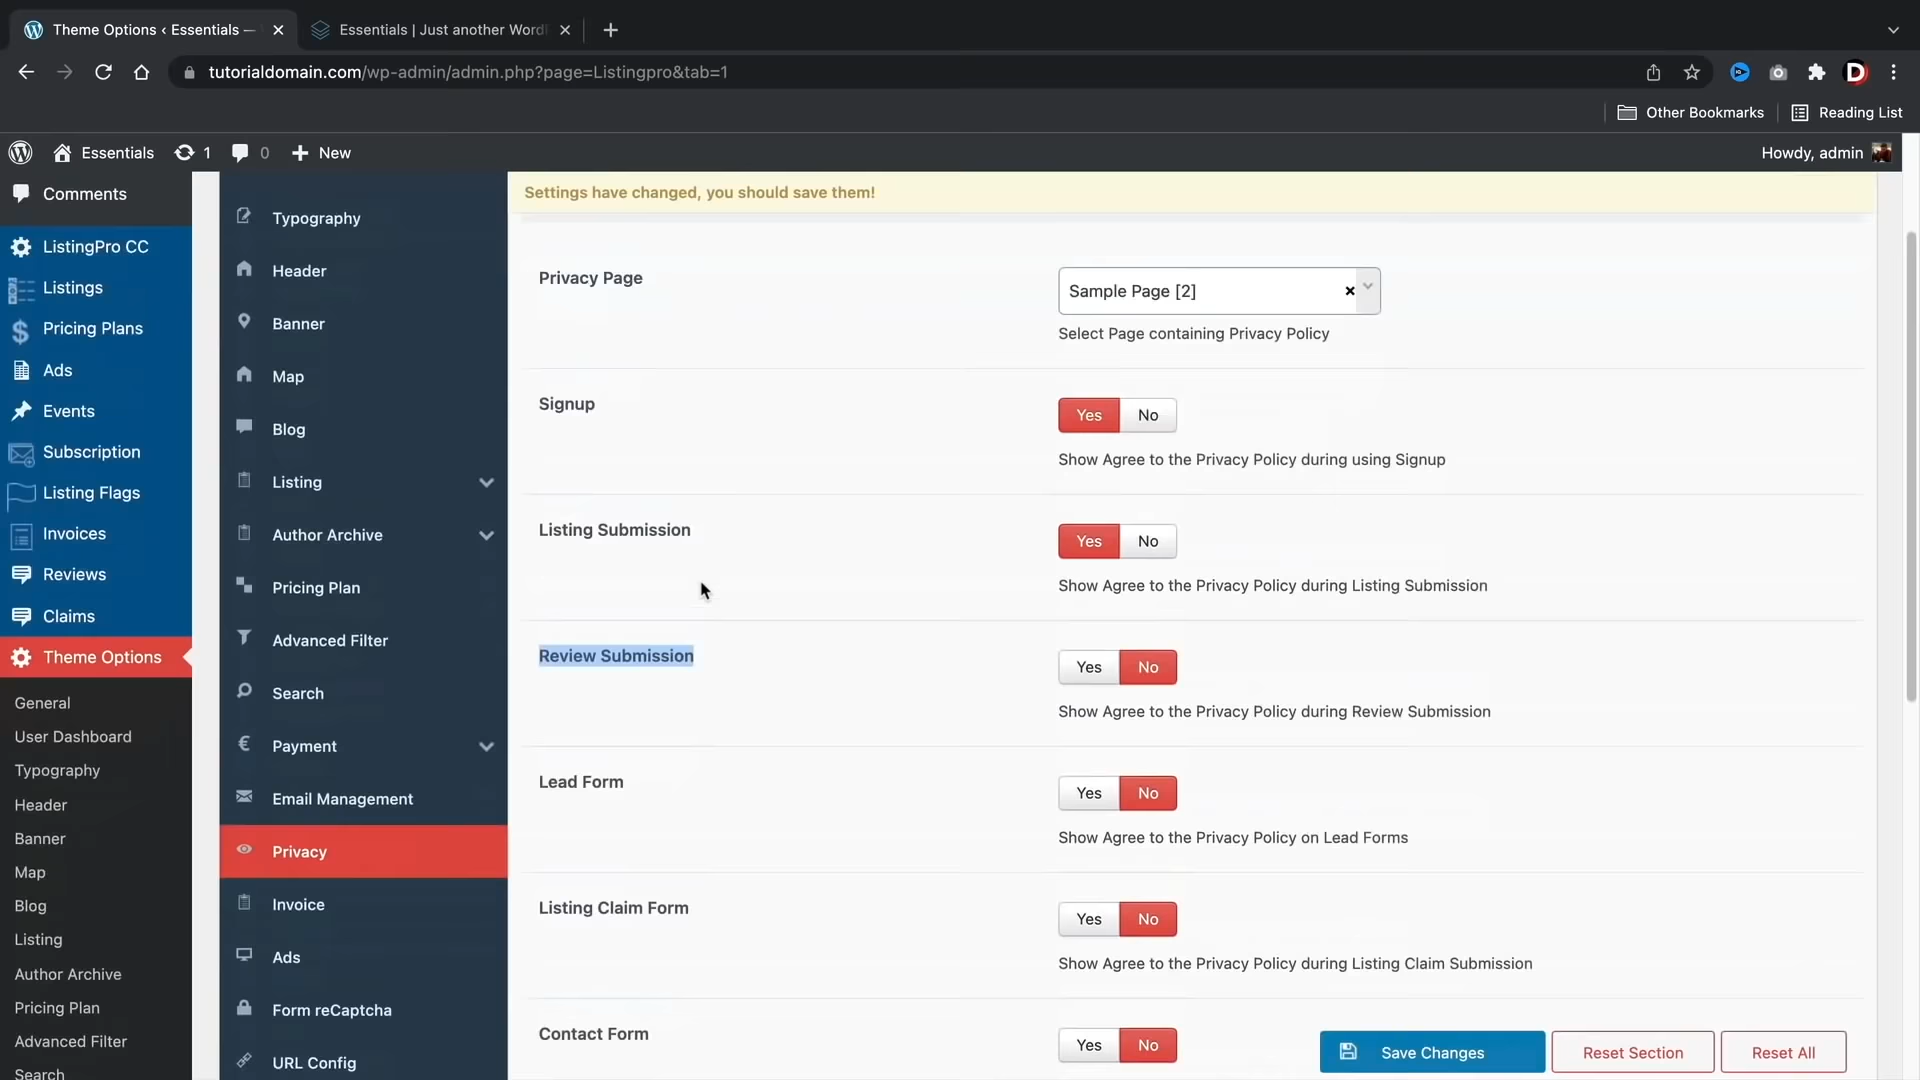 Theme Options ‹ Essentials —
Essentials | Just another Word
tutorialdomain.com/wp-admin/admin.php?page=Listingpro&tab=1
Other Bookmarks
Reading List
Essentials
1
0
New
Howdy, admin
Comments
ListingPro CC
Listings
Pricing Plans
Ads
Events
Subscription
Listing Flags
Invoices
Reviews
Claims
Theme Options
General
User Dashboard
Typography
Header
Banner
Map
Blog
Listing
Author Archive
Pricing Plan
Advanced Filter
Search
Typography
Header
Banner
Map
Blog
Listing
Author Archive
Pricing Plan
Advanced Filter
Search
Payment
Email Management
Privacy
Invoice
Ads
Form reCaptcha
URL Config
Settings have changed, you should save them!
Privacy Page
Sample Page [2]
Select Page containing Privacy Policy
Signup
Yes No
Show Agree to the Privacy Policy during using Signup
Listing Submission
Yes No
Show Agree to the Privacy Policy during Listing Submission
Review Submission
Yes No
Show Agree to the Privacy Policy during Review Submission
Lead Form
Yes No
Show Agree to the Privacy Policy on Lead Forms
Listing Claim Form
Yes No
Show Agree to the Privacy Policy during Listing Claim Submission
Contact Form
Yes No
Save Changes
Reset Section
Reset All